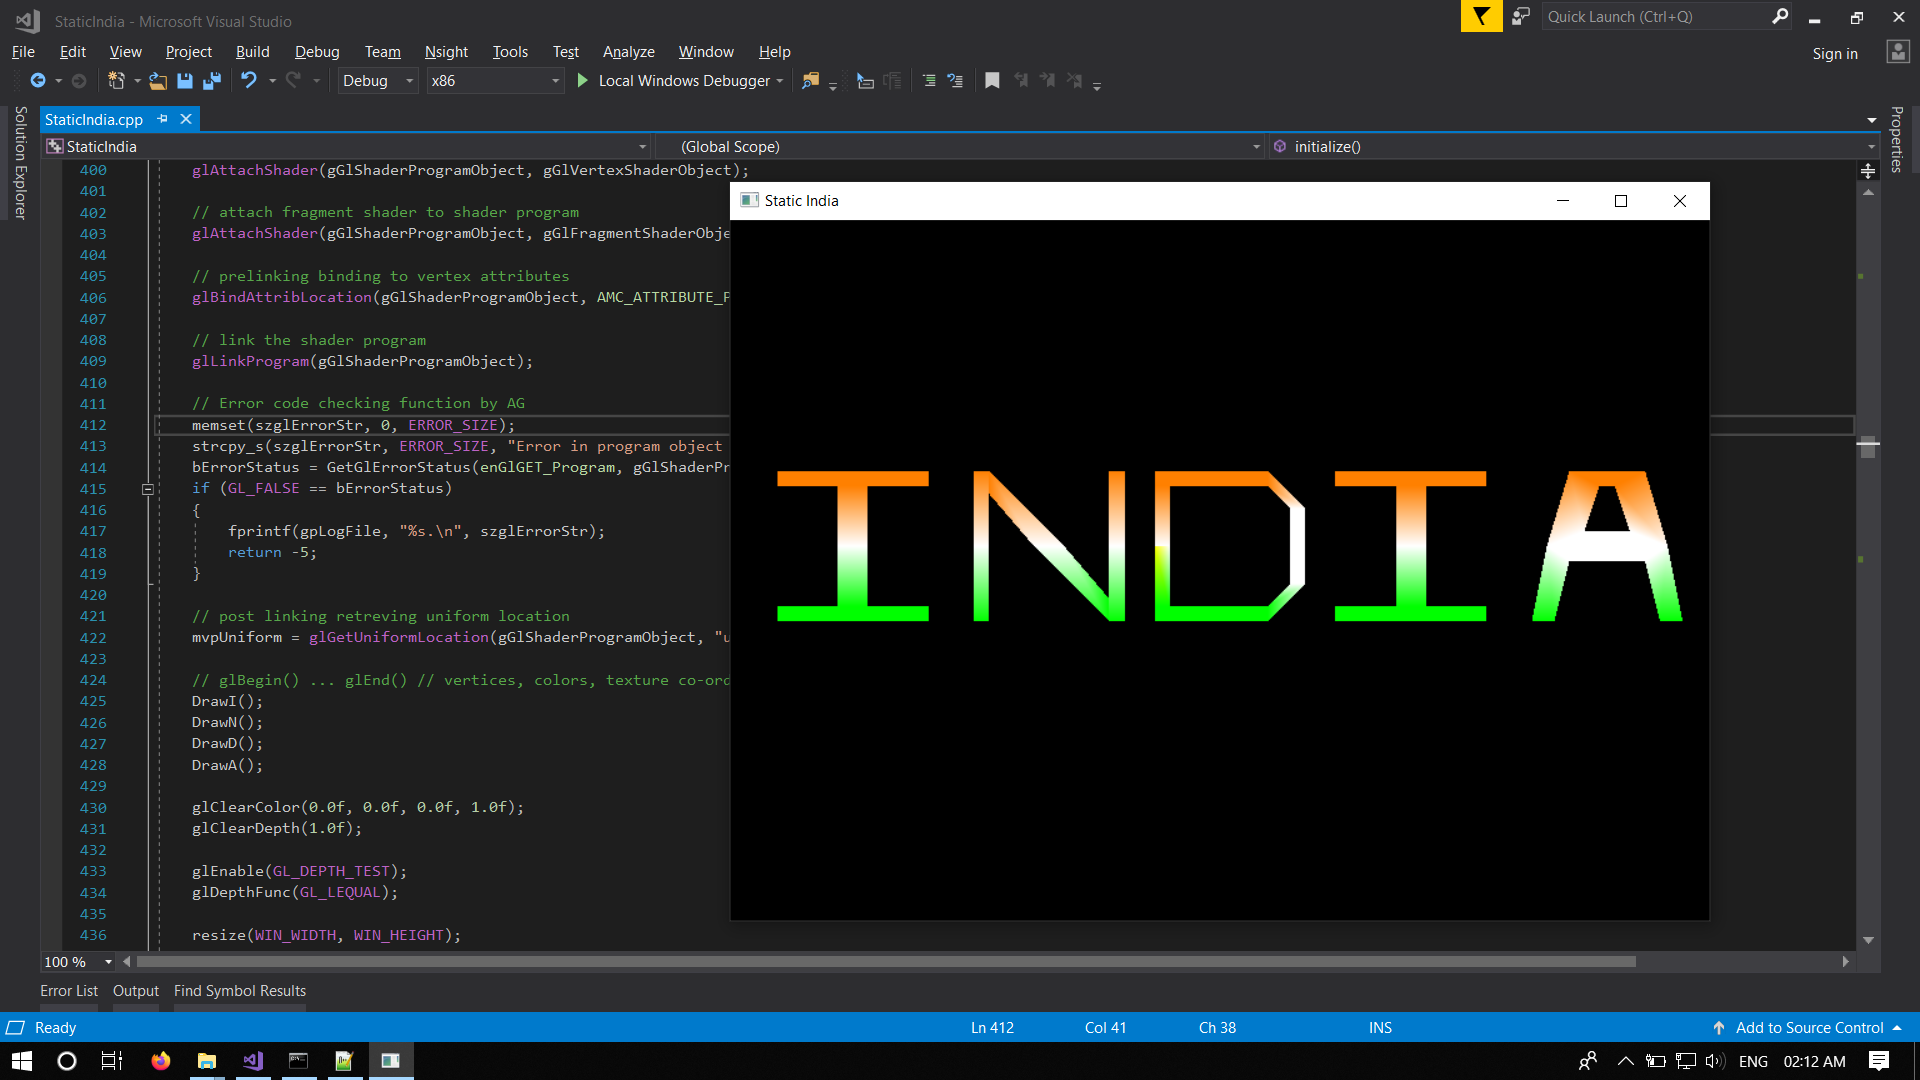 StaticIndia - Microsoft Visual Studio
Quick Launch (Ctrl+Q)
File Edit View Project Build Debug Team Nsight Tools Test Analyze Window Help
Sign in
Debug x86 Local Windows Debugger
Solution Explorer
StaticIndia.cpp
Properties
StaticIndia (Global Scope) initialize()
400 glAttachShader(gGlShaderProgramObject, gGlVertexShaderObject);
401
402 // attach fragment shader to shader program
403 glAttachShader(gGlShaderProgramObject, gGlFragmentShaderObje
404
405 // prelinking binding to vertex attributes
406 glBindAttribLocation(gGlShaderProgramObject, AMC_ATTRIBUTE_P
407
408 // link the shader program
409 glLinkProgram(gGlShaderProgramObject);
410
411 // Error code checking function by AG
412 memset(szglErrorStr, 0, ERROR_SIZE);
413 strcpy_s(szglErrorStr, ERROR_SIZE, "Error in program object
414 bErrorStatus = GetGlErrorStatus(enGlGET_Program, gGlShaderPr
415 if (GL_FALSE == bErrorStatus)
416 {
417 fprintf(gpLogFile, "%s.\n", szglErrorStr);
418 return -5;
419 }
420
421 // post linking retreving uniform location
422 mvpUniform = glGetUniformLocation(gGlShaderProgramObject, "u
423
424 // glBegin() ... glEnd() // vertices, colors, texture co-ord
425 DrawI();
426 DrawN();
427 DrawD();
428 DrawA();
429
430 glClearColor(0.0f, 0.0f, 0.0f, 1.0f);
431 glClearDepth(1.0f);
432
433 glEnable(GL_DEPTH_TEST);
434 glDepthFunc(GL_LEQUAL);
435
436 resize(WIN_WIDTH, WIN_HEIGHT);
Static India
INDIA
100 %
Error List Output Find Symbol Results
Ready Ln 412 Col 41 Ch 38 INS Add to Source Control
ENG 02:12 AM